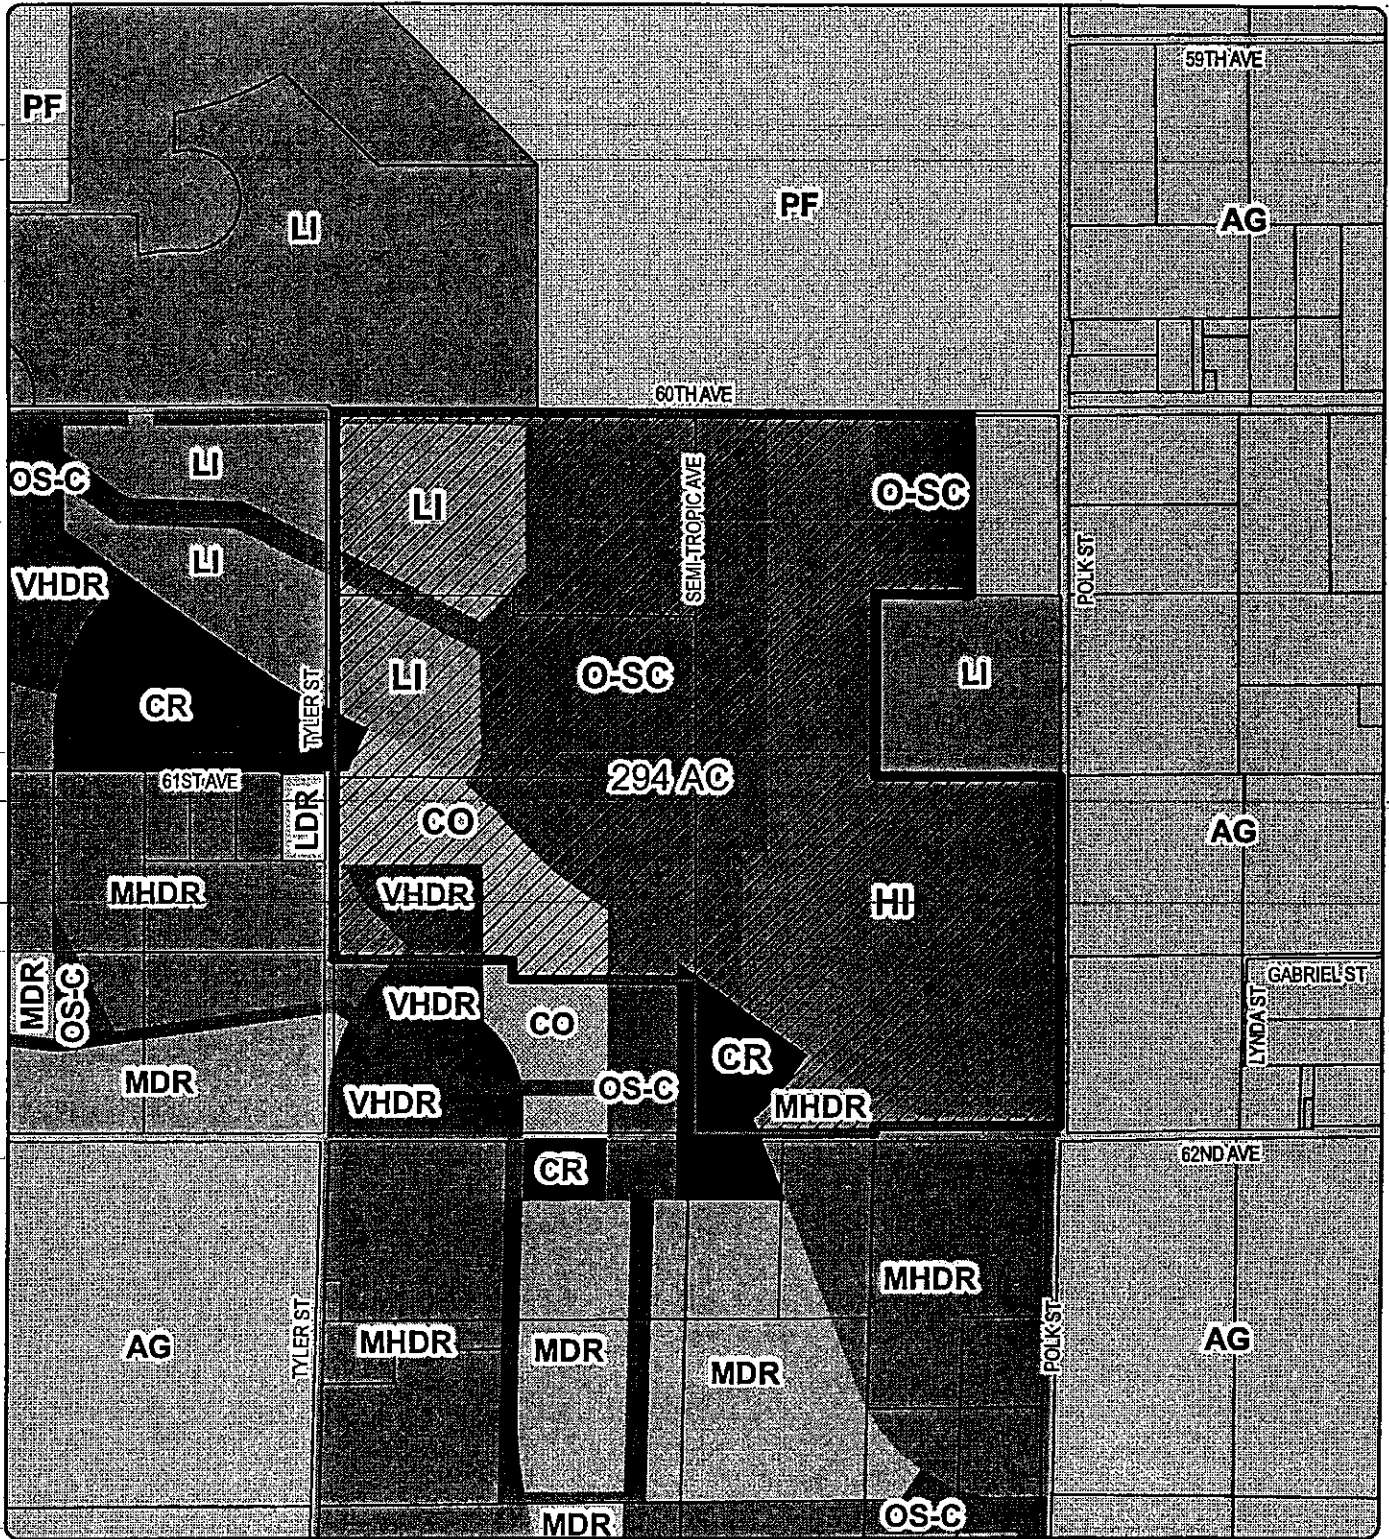 59TH AVE
PF
PF
AG
LI
60TH AVE
LI
OS-C
LI
O-SC
SEMI-TROPIC AVE
POLK ST
LI
VHDR
LI
O-SC
LI
CR
TYLER ST
61ST AVE
294 AC
LDR
CO
AG
MHDR
VHDR
HI
MDR
OS-C
GABRIEL ST
VHDR
CO
LYNDA ST
CR
MDR
OS-C
VHDR
MHDR
62ND AVE
CR
MHDR
TYLER ST
POLK ST
AG
MHDR
MDR
MDR
AG
OS-C
MDR